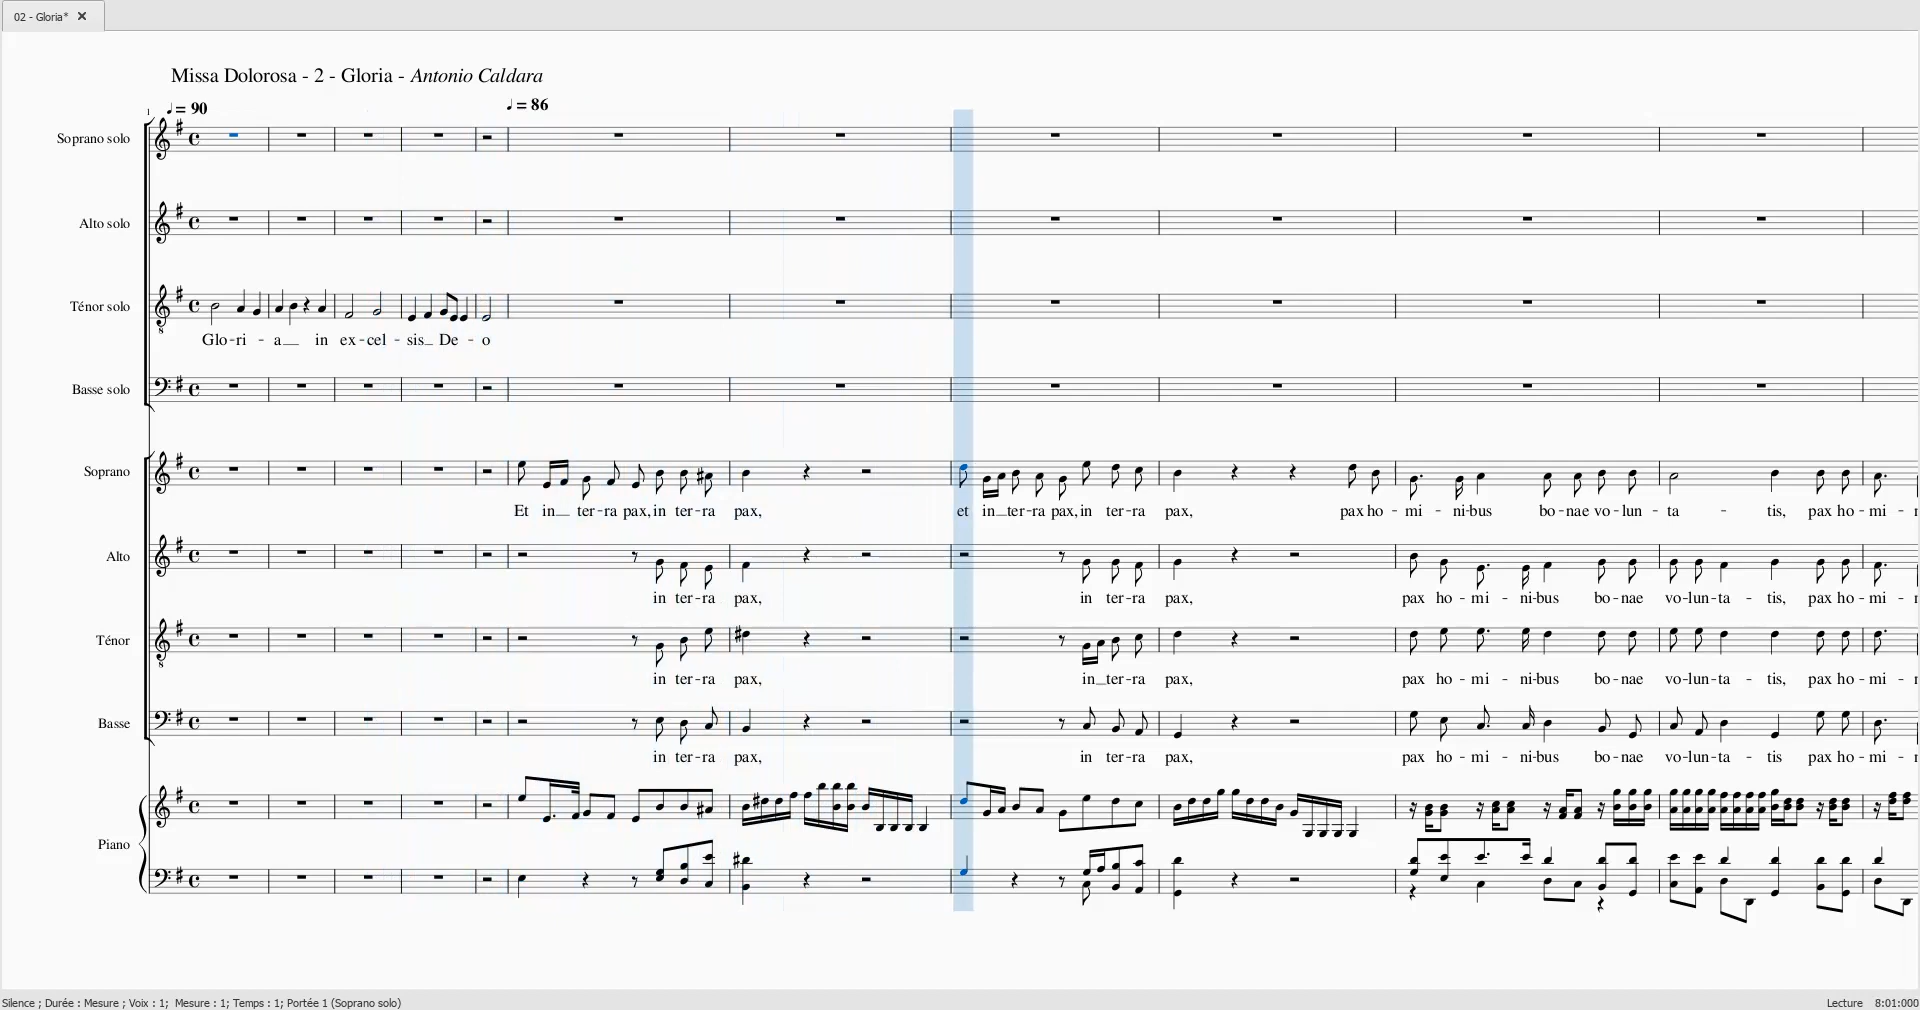 02 - Gloria*
Missa Dolorosa - 2 - Gloria - Antonio Caldara
1
♩ = 90
♩ = 86
Soprano solo
Alto solo
Ténor solo
Glo - ri - a__ in ex - cel - sis_ De - o
Basse solo
Soprano
Et in__ ter - ra pax, in ter - ra pax, et in__ ter - ra pax, in ter - ra pax, pax ho - mi - ni - bus bo - nae vo - lun - ta - tis, pax ho - mi -
Alto
in ter - ra pax, in ter - ra pax, pax ho - mi - ni - bus bo - nae vo - lun - ta - tis, pax ho - mi -
Ténor
in ter - ra pax, in__ ter - ra pax, pax ho - mi - ni - bus bo - nae vo - lun - ta - tis, pax ho - mi -
Basse
in ter - ra pax, in ter - ra pax, pax ho - mi - ni - bus bo - nae vo - lun - ta - tis pax ho - mi -
Piano
Silence ; Durée : Mesure ; Voix : 1;  Mesure : 1; Temps : 1; Portée 1 (Soprano solo)
Lecture 8:01:000